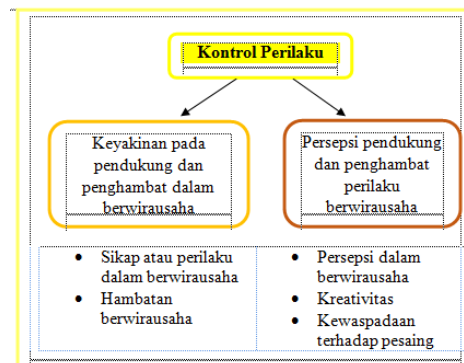 Kontrol Perilaku
Keyakinan pada
pendukung dan
penghambat dalam
berwirausaha
Persepsi pendukung
dan penghambat
perilaku
berwirausaha
• Sikap atau perilaku
dalam berwirausaha
• Hambatan
berwirausaha
• Persepsi dalam
berwirausaha
• Kreativitas
• Kewaspadaan
terhadap pesaing